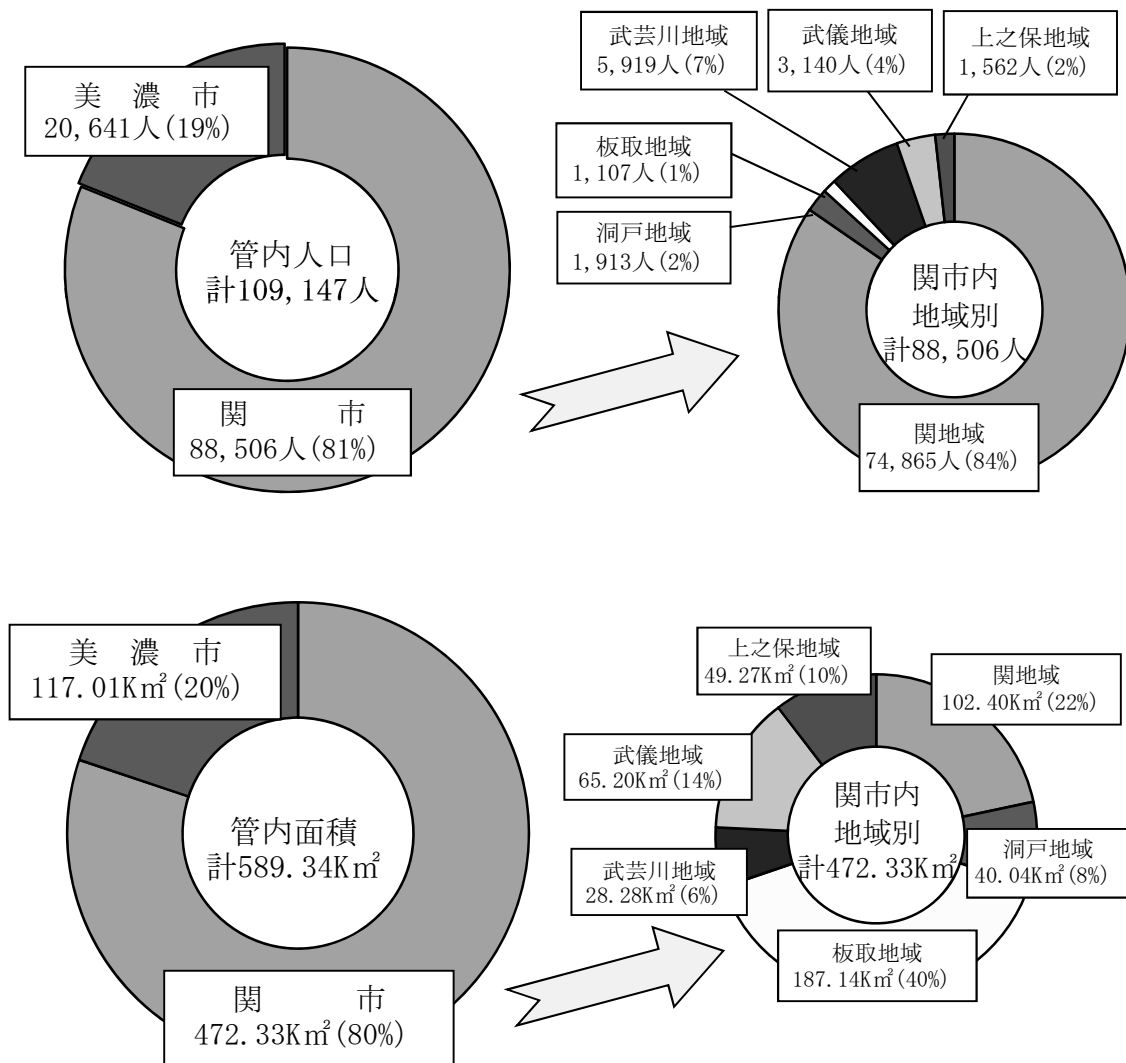 武芸川地域
5,919人(7%)
武儀地域
3,140人(4%)
上之保地域
1,562人(2%)
美　濃　市
20,641人(19%)
板取地域
1,107人(1%)
洞戸地域
1,913人(2%)
管内人口
計109,147人
関市内
地域別
計88,506人
関　　　市
88,506人(81%)
関地域
74,865人(84%)
美　濃　市
117.01K㎡(20%)
上之保地域
49.27K㎡(10%)
関地域
102.40K㎡(22%)
武儀地域
65.20K㎡(14%)
管内面積
計589.34K㎡
関市内
地域別
計472.33K㎡
洞戸地域
40.04K㎡(8%)
武芸川地域
28.28K㎡(6%)
板取地域
187.14K㎡(40%)
関　　　市
472.33K㎡(80%)